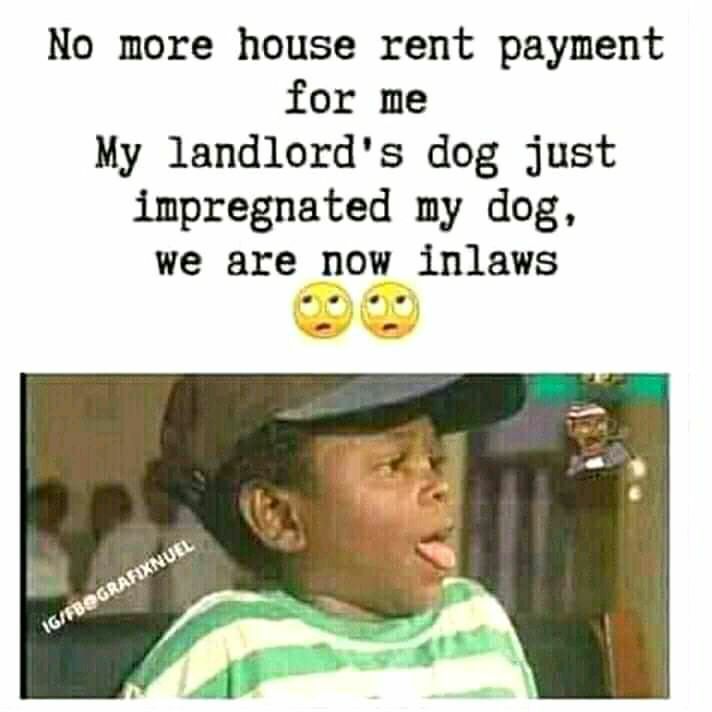 No more house rent payment
for me
My landlord's dog just
impregnated my dog,
we are now inlaws
IG/FB@GRAFIXNUEL